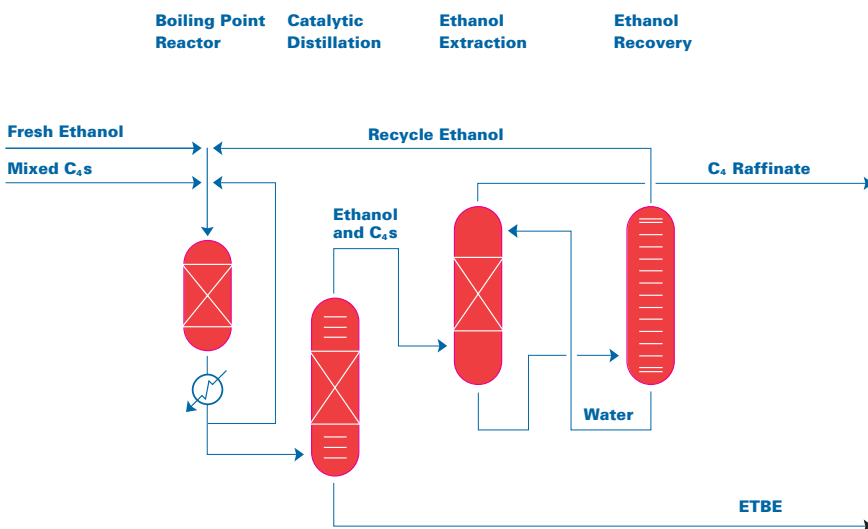 Boiling Point
Reactor
Catalytic
Distillation
Ethanol
Extraction
Ethanol
Recovery
Fresh Ethanol
Recycle Ethanol
Mixed C₄s
C₄ Raffinate
Ethanol
and C₄s
Water
ETBE